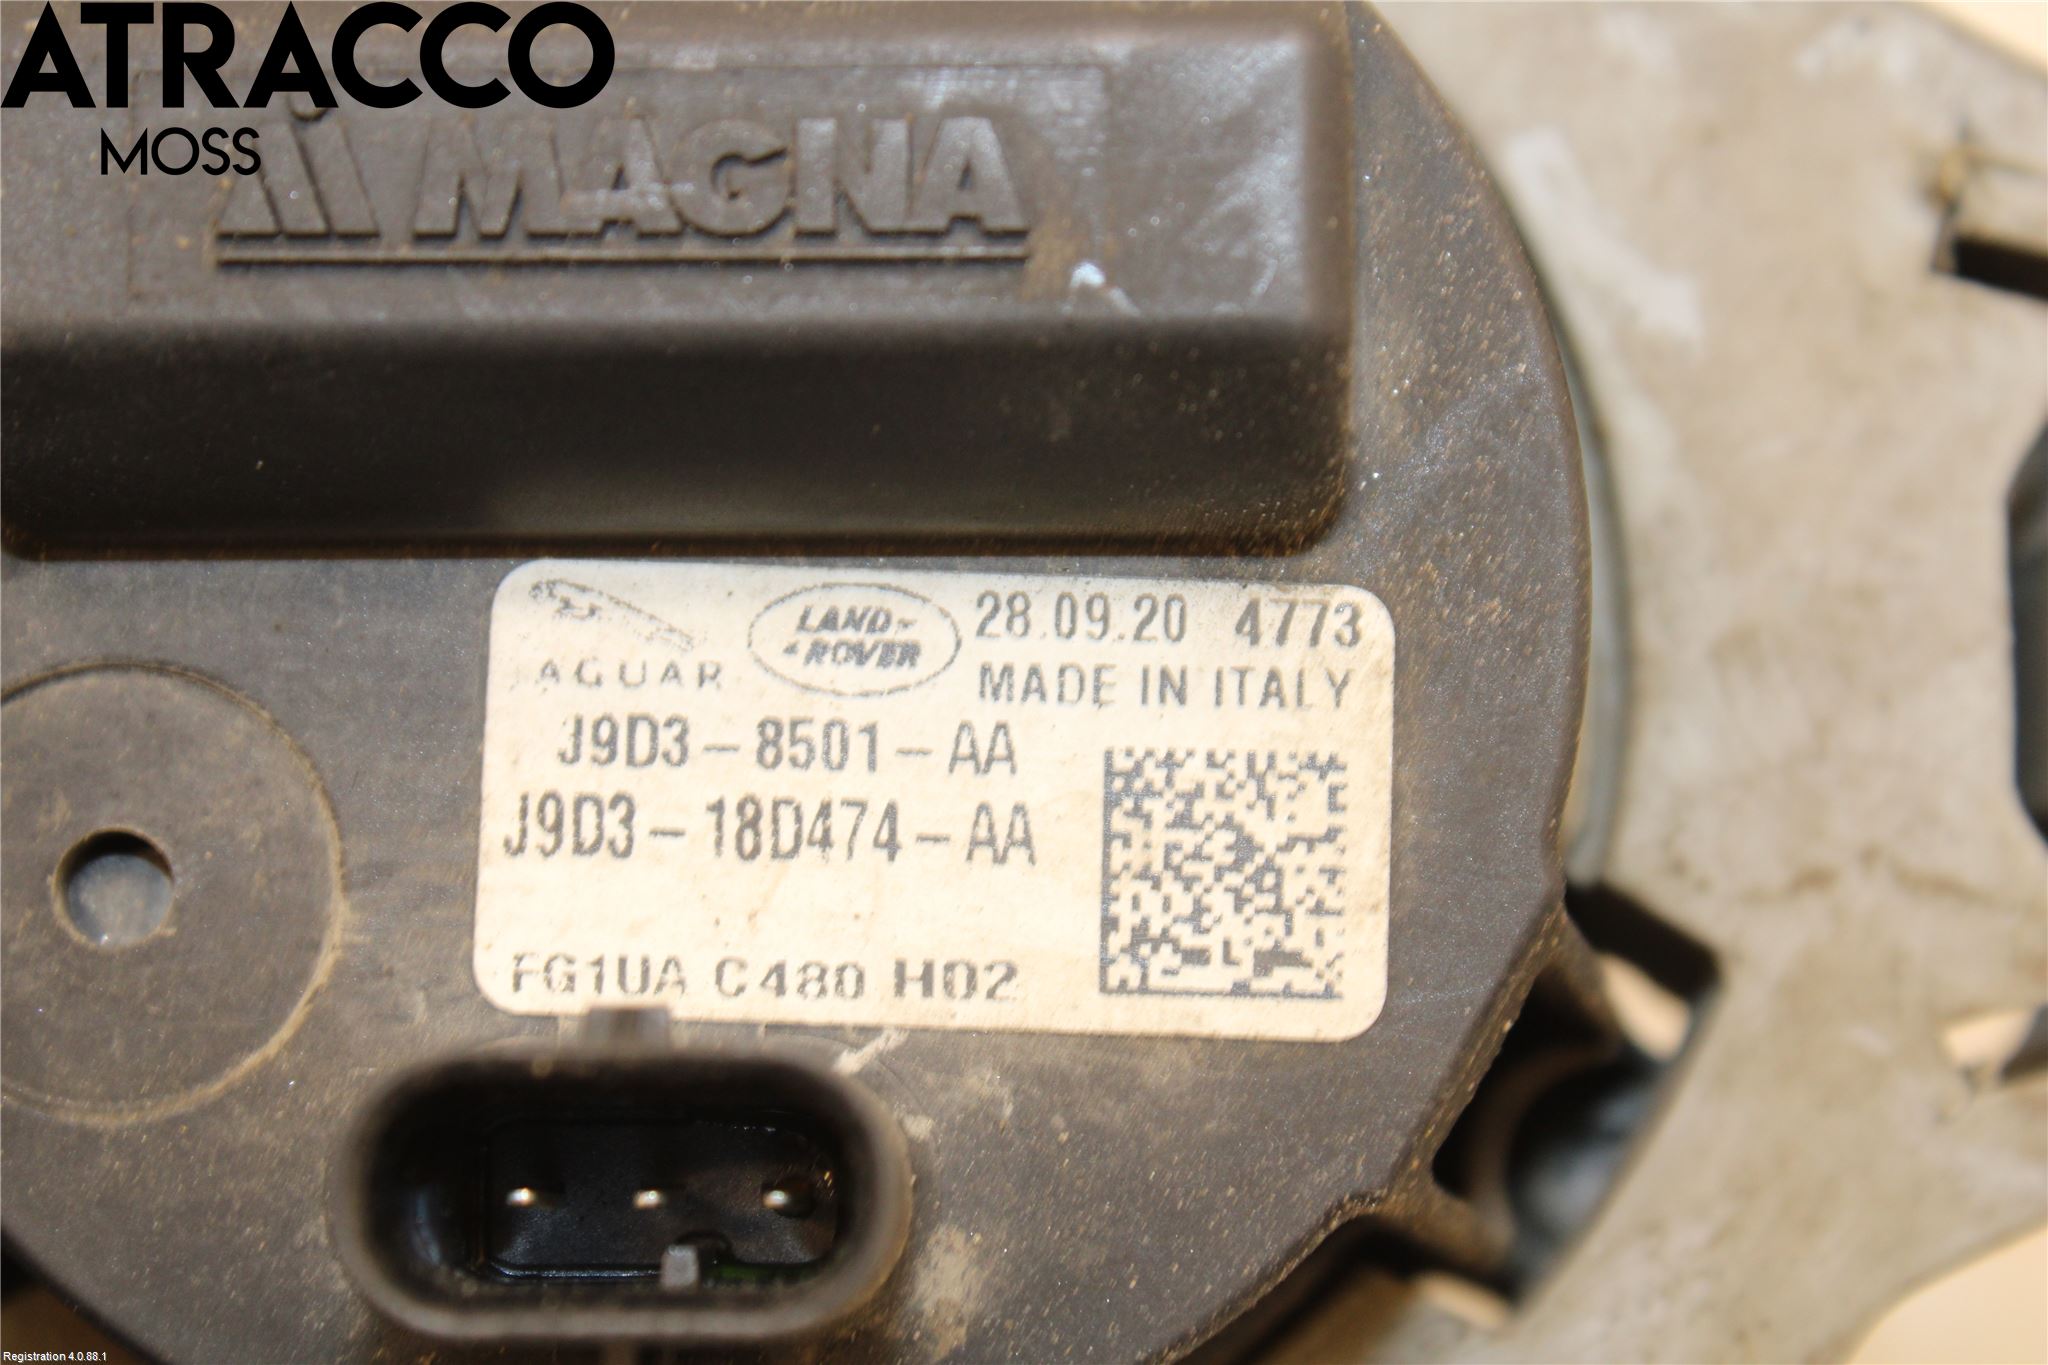 ATRACCO
MOSS
MAGNA
JAGUAR
LAND-
ROVER
28.09.20 4773
MADE IN ITALY
J9D3-8501-AA
J9D3-18D474-AA
FG1UA C480 H02
Registration 4.0.88.1